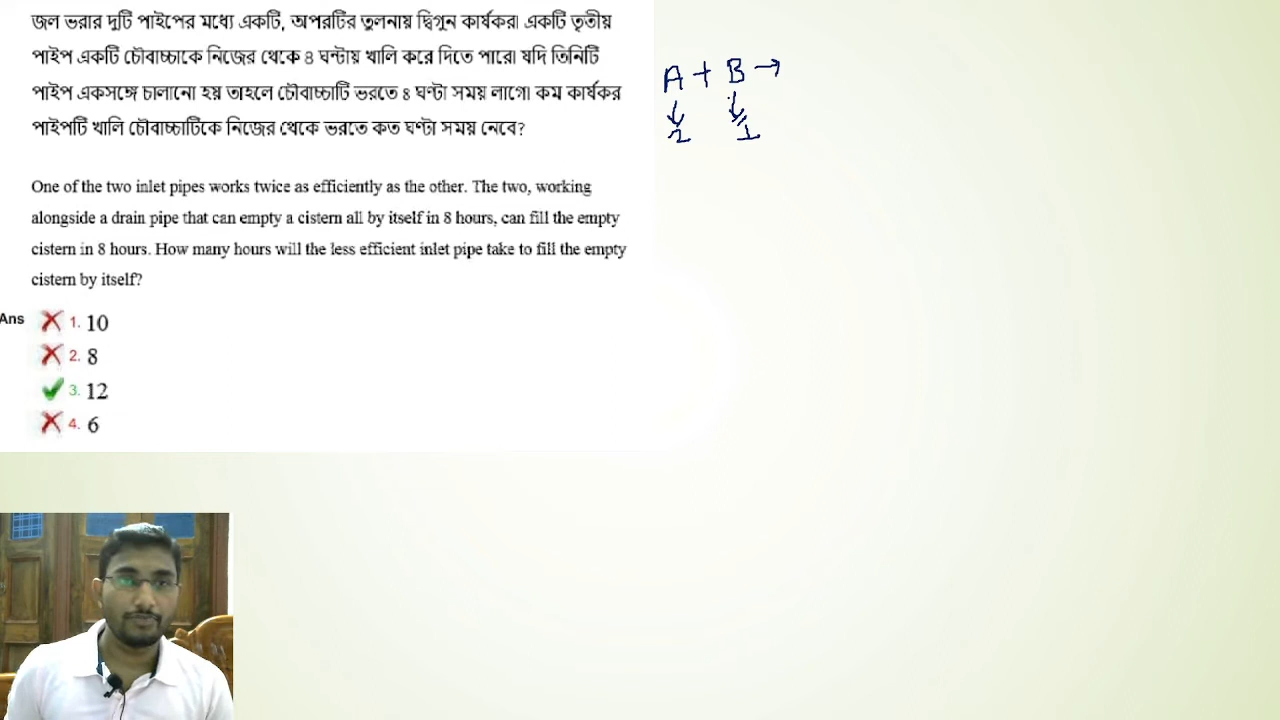 জল ভরার দুটি পাইপের মধ্যে একটি, অপরটির তুলনায় দ্বিগুন কার্যকর৷ একটি তৃতীয়
পাইপ একটি চৌবাচ্চাকে নিজের থেকে 8 ঘন্টায় খালি করে দিতে পারে৷ যদি তিনিটি
পাইপ একসঙ্গে চালানো হয় তাহলে চৌবাচ্চাটি ভরতে ৪ ঘণ্টা সময় লাগে৷ কম কার্যকর
পাইপটি খালি চৌবাচ্চাটিকে নিজের থেকে ভরতে কত ঘণ্টা সময় নেবে?
One of the two inlet pipes works twice as efficiently as the other. The two, working
alongside a drain pipe that can empty a cistern all by itself in 8 hours, can fill the empty
cistern in 8 hours. How many hours will the less efficient inlet pipe take to fill the empty
cistern by itself?
Ans 1. 10
2. 8
3. 12
4. 6
A + B →
2 1